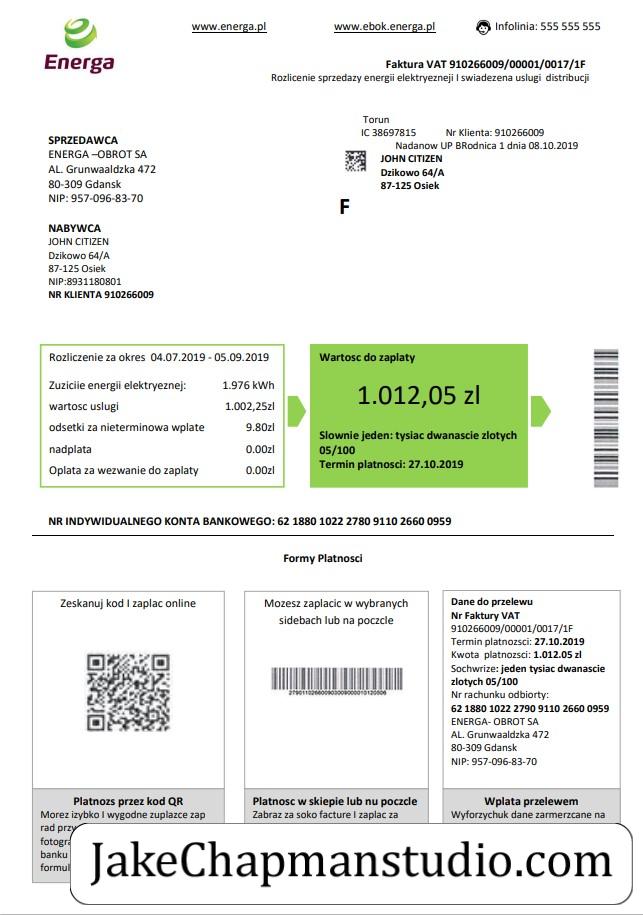 www.energa.pl
www.ebok.energa.pl
Infolinia: 555 555 555
Energa
Faktura VAT 910266009/00001/0017/1F
Rozlicenie sprzedazy energii elektryezneji I swiadezena uslugi distribucji
Torun
IC 38697815 Nr Klienta: 910266009
Nadanow UP BRodnica 1 dnia 08.10.2019
JOHN CITIZEN
Dzikowo 64/A
87-125 Osiek
F
SPRZEDAWCA
ENERGA –OBROT SA
AL. Grunwaaldzka 472
80-309 Gdansk
NIP: 957-096-83-70
NABYWCA
JOHN CITIZEN
Dzikowo 64/A
87-125 Osiek
NIP:8931180801
NR KLIENTA 910266009
Rozliczenie za okres 04.07.2019 - 05.09.2019
Zuziciie energii elektryeznej: 1.976 kWh
wartosc uslugi 1.002,25zl
odsetki za nieterminowa wplate 9.80zl
nadplata 0.00zl
Oplata za wezwanie do zaplaty 0.00zl
Wartosc do zaplaty
1.012,05 zl
Slownie jeden: tysiac dwanascie zlotych
05/100
Termin platnosci: 27.10.2019
NR INDYWIDUALNEGO KONTA BANKOWEGO: 62 1880 1022 2780 9110 2660 0959
Formy Platnosci
Zeskanuj kod I zaplac online
Platnozs przez kod QR
Morez izybko I wygodne zuplazce zap
rad
fotogra
banku
formul
Mozesz zaplacic w wybranych
sidebach lub na poczcle
Platnosc w skiepie lub nu poczcle
Zabraz za soko facture I zaplac za
Dane do przelewu
Nr Faktury VAT
910266009/00001/0017/1F
Termin platnozsci: 27.10.2019
Kwota platnozsci: 1.012.05 zl
Sochwrize: jeden tysiac dwanascie
zlotych 05/100
Nr rachunku odbiorty:
62 1880 1022 2790 9110 2660 0959
ENERGA- OBROT SA
AL. Grunwaaldzka 472
80-309 Gdansk
NIP: 957-096-83-70
Wplata przelewem
Wyforzychuk dane zarmerzcane na
JakeChapmanstudio.com